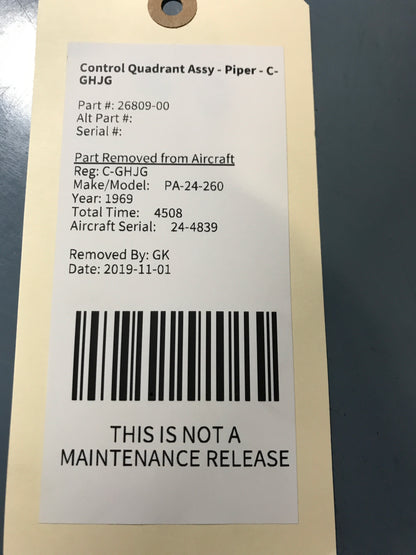 Control Quadrant Assy - Piper - C-
GHJG
Part #: 26809-00
Alt Part #:
Serial #:
Part Removed from Aircraft
Reg: C-GHJG
Make/Model: PA-24-260
Year: 1969
Total Time: 4508
Aircraft Serial: 24-4839
Removed By: GK
Date: 2019-11-01
THIS IS NOT A
MAINTENANCE RELEASE